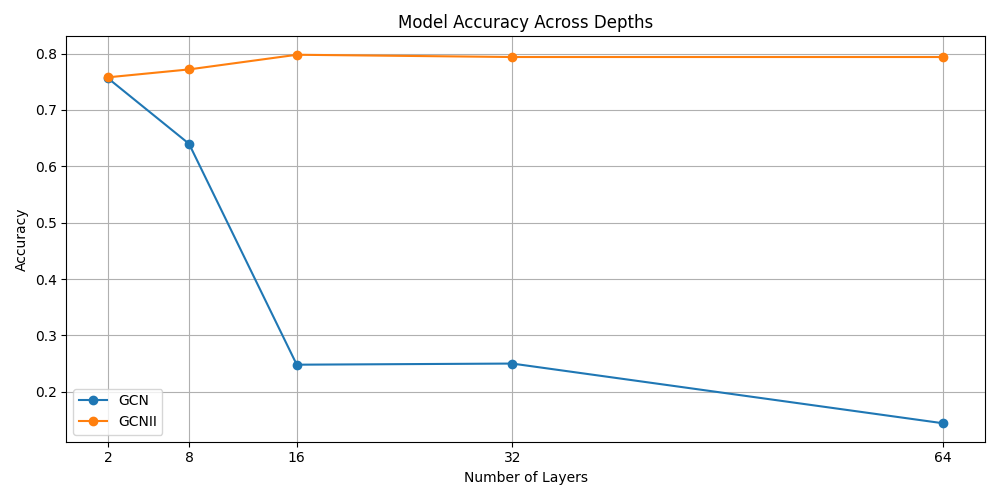 Model Accuracy Across Depths
Accuracy
0.8
0.7
0.6
0.5
0.4
0.3
0.2
GCN
GCNII
2 8 16 32 64
Number of Layers